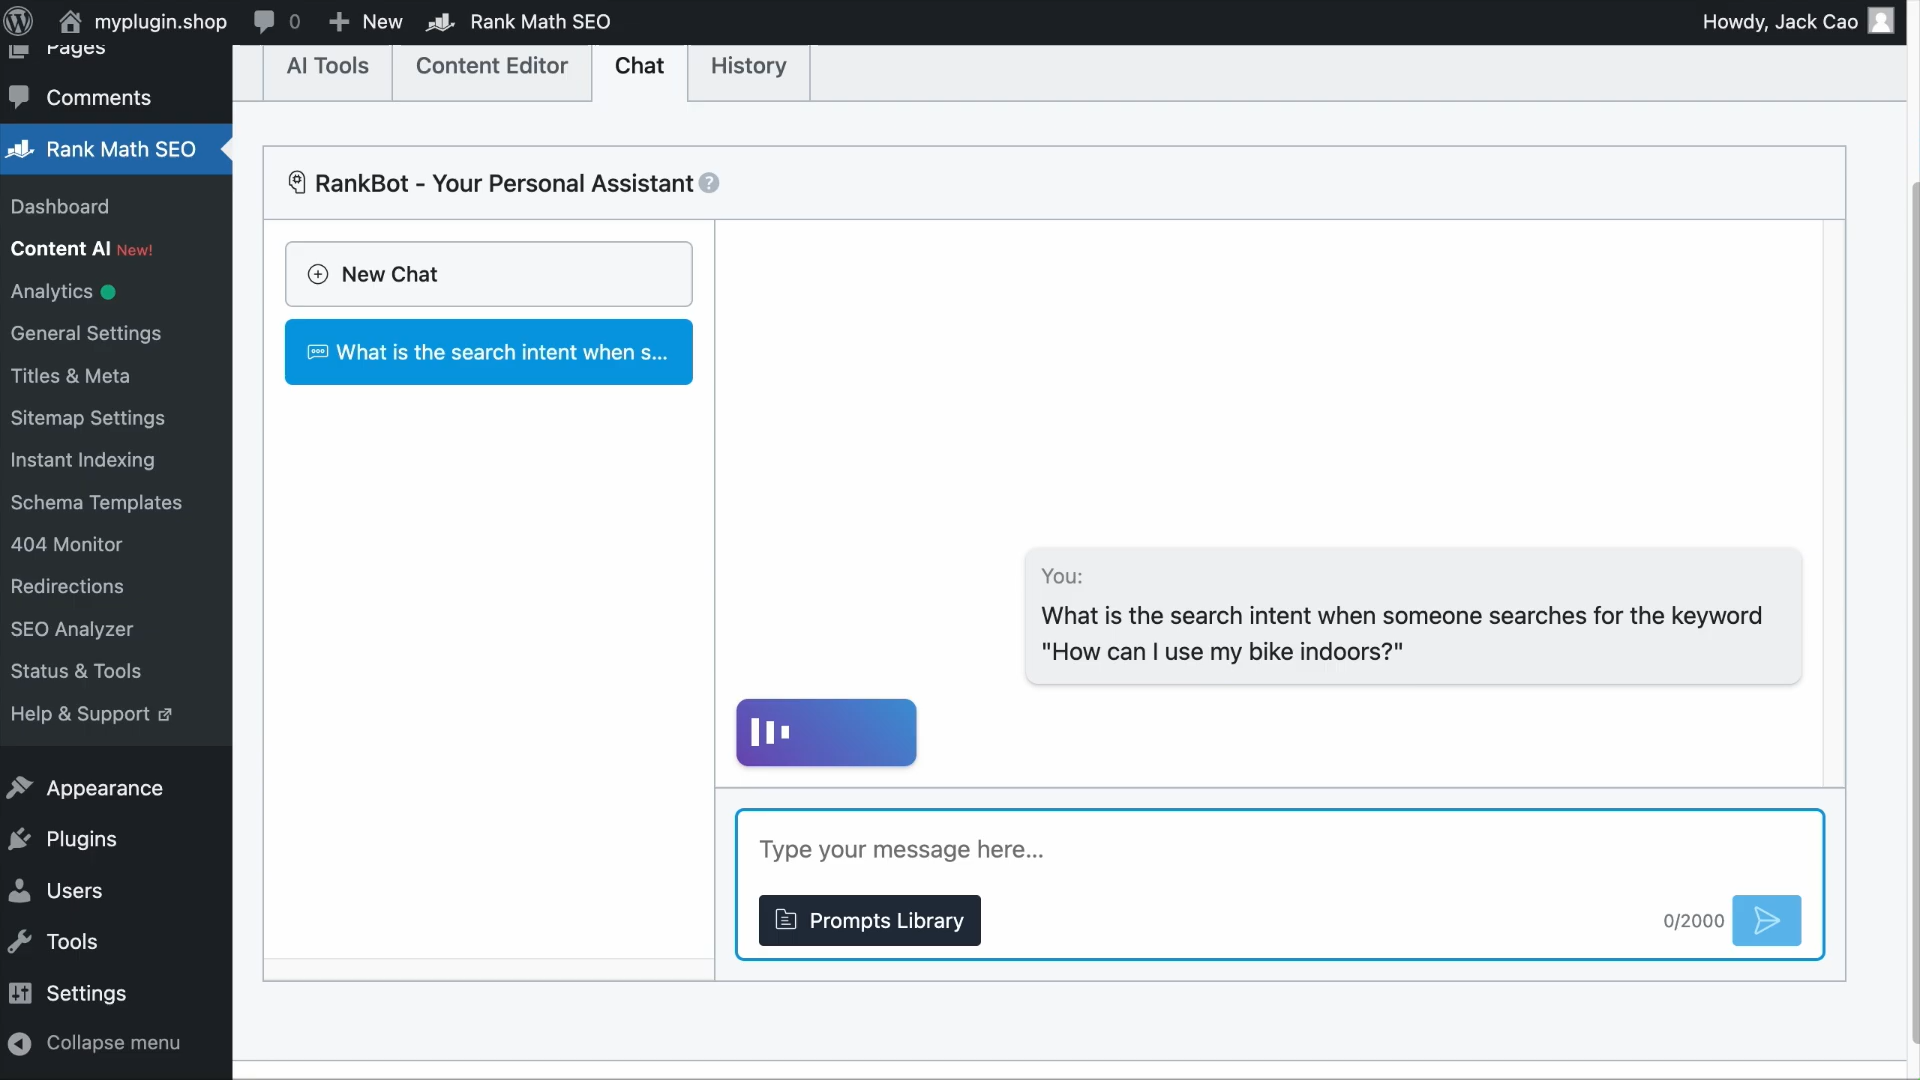 myplugin.shop
0
New
Rank Math SEO
Howdy, Jack Cao
Pages
Comments
Rank Math SEO
Dashboard
Content AI New!
Analytics
General Settings
Titles & Meta
Sitemap Settings
Instant Indexing
Schema Templates
404 Monitor
Redirections
SEO Analyzer
Status & Tools
Help & Support
Appearance
Plugins
Users
Tools
Settings
Collapse menu
AI Tools
Content Editor
Chat
History
RankBot - Your Personal Assistant ?
New Chat
What is the search intent when s...
You:
What is the search intent when someone searches for the keyword
"How can I use my bike indoors?"
Type your message here...
Prompts Library
0/2000